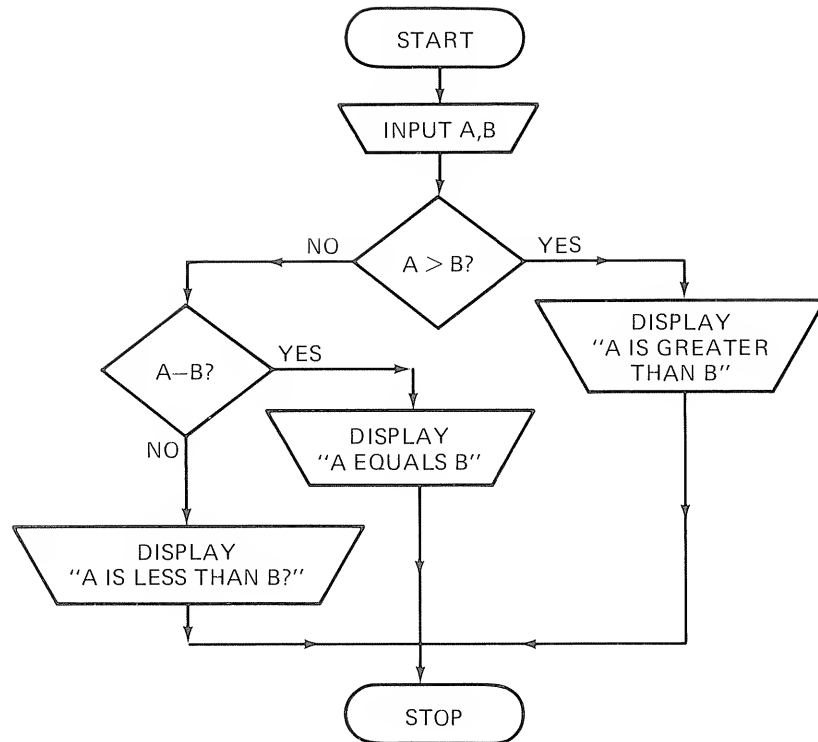 START
INPUT A,B
NO
YES
A > B?
DISPLAY
"A IS GREATER
THAN B"
A–B?
YES
NO
DISPLAY
"A EQUALS B"
DISPLAY
"A IS LESS THAN B?"
STOP